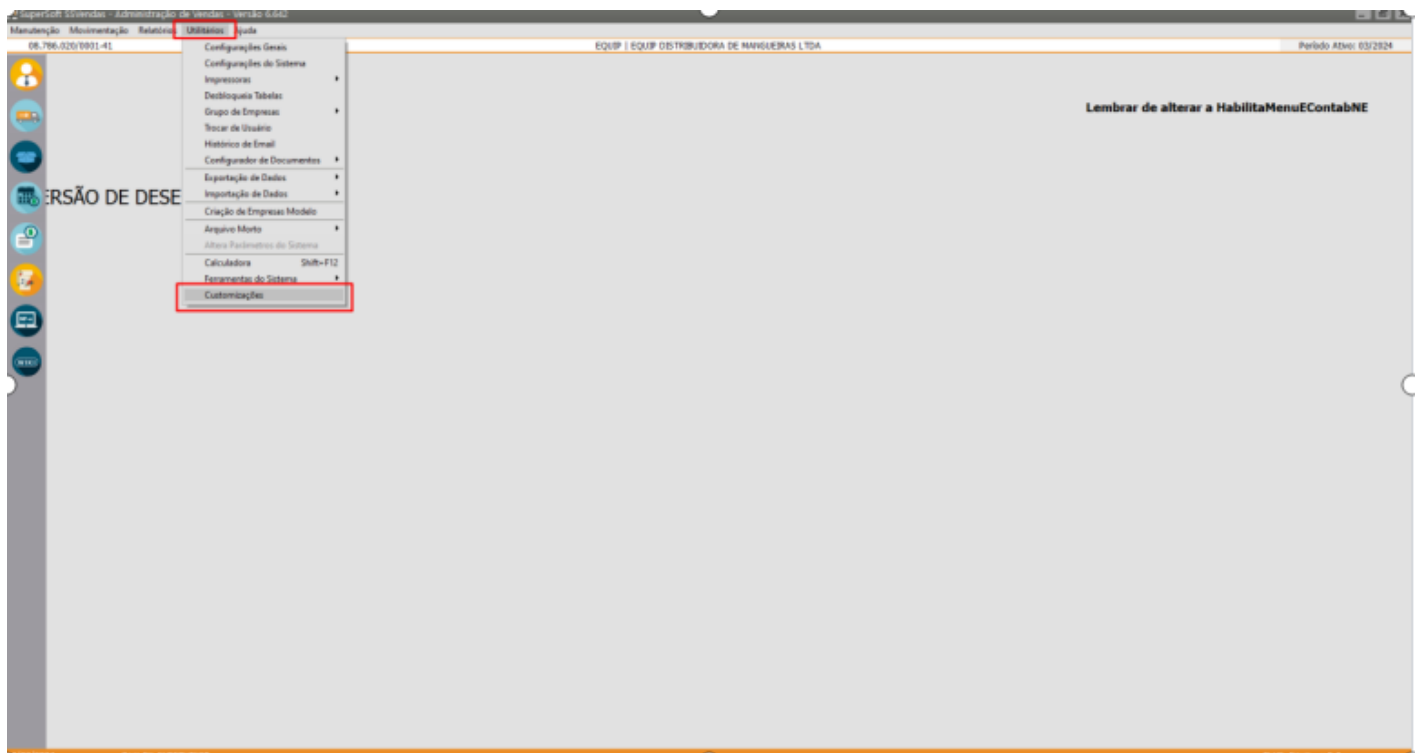 SuperSoft SSVendas - Administração de Vendas - Versão 6.642
Manutenção Movimentação Relatórios Utilitários Ajuda
08.786.020/0001-41 EQUIP | EQUIP DISTRIBUIDORA DE MANGUEIRAS LTDA Período Ativo: 03/2024
Configurações Gerais
Configurações do Sistema
Impressoras
Desbloqueia Tabelas
Grupo de Empresas
Trocar de Usuário
Histórico de Email
Configurador de Documentos
Exportação de Dados
Importação de Dados
Criação de Empresas Modelo
Arquivo Morto
Altera Parâmetros do Sistema
Calculadora Shift+F12
Ferramentas do Sistema
Customizações
Lembrar de alterar a HabilitaMenuEContabNE
ERSÃO DE DESE